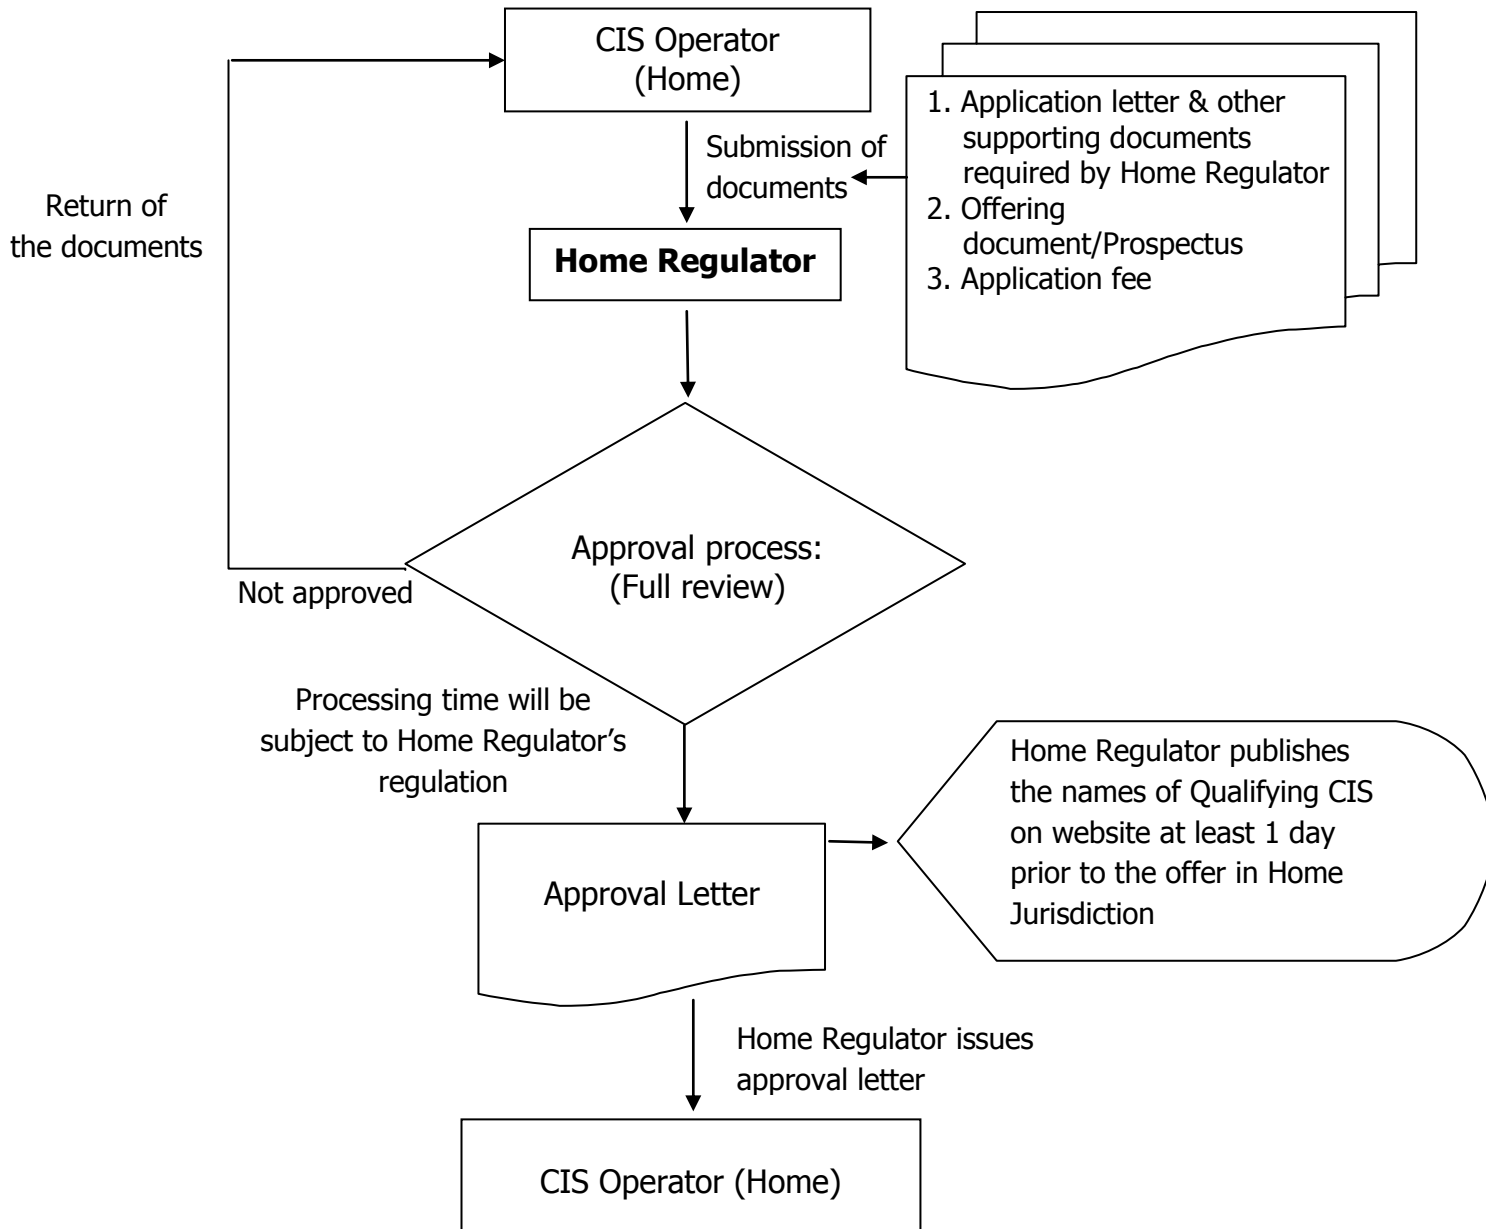 CIS Operator
(Home)
Submission of
documents
1. Application letter & other
supporting documents
required by Home Regulator
2. Offering
document/Prospectus
3. Application fee
Return of
the documents
Home Regulator
Approval process:
(Full review)
Not approved
Processing time will be
subject to Home Regulator’s
regulation
Home Regulator publishes
the names of Qualifying CIS
on website at least 1 day
prior to the offer in Home
Jurisdiction
Approval Letter
Home Regulator issues
approval letter
CIS Operator (Home)